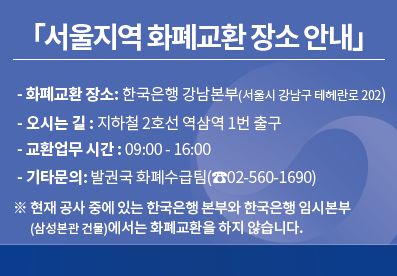 「서울지역 화폐교환 장소 안내」
- 화폐교환 장소: 한국은행 강남본부(서울시 강남구 테헤란로 202)
- 오시는 길 : 지하철 2호선 역삼역 1번 출구
- 교환업무 시간 : 09:00 - 16:00
- 기타문의: 발권국 화폐수급팀(☎02-560-1690)
※ 현재 공사 중에 있는 한국은행 본부와 한국은행 임시본부
(삼성본관 건물)에서는 화폐교환을 하지 않습니다.